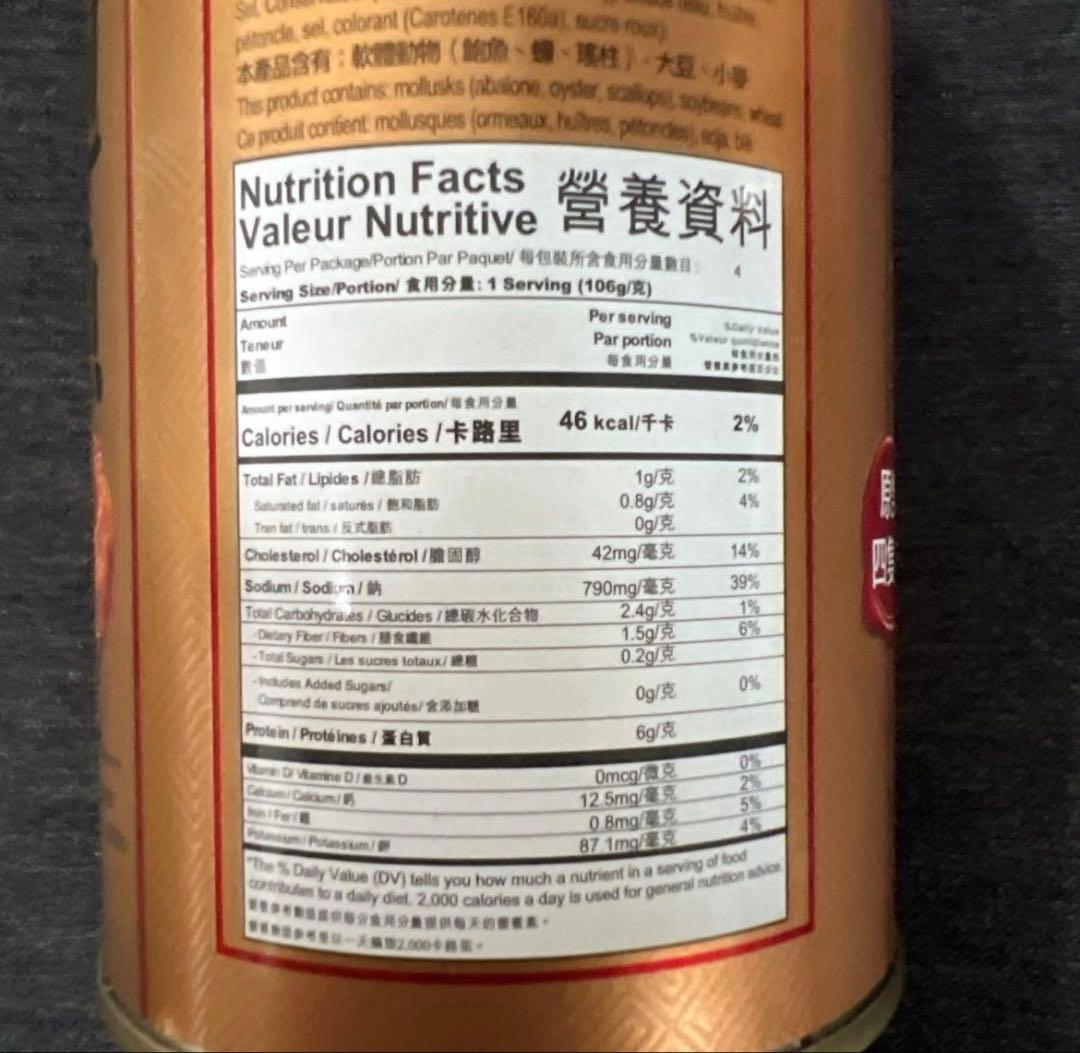 pétoncle, sel, colorant (Carotenes E160a), sucre roux)
本產品含有：軟體動物（鮑魚、蠔、瑤柱）、大豆、小麥
This product contains: mollusks (abalone, oyster, scallops), soybeans, wheat
Ce produit contient: mollusques (ormeaux, huîtres, pétoncles), soja, blé
Nutrition Facts 營養資料
Valeur Nutritive
Serving Per Package/Portion Par Paquet/ 每包裝所含食用分量數目: 4
Serving Size/Portion/ 食用分量: 1 Serving (106g/克)
Amount Per serving %Daily Value
Teneur Par portion %Valeur quotidienne
數值 每食用分量
Amount per serving/ Quantité par portion/ 每食用分量
Calories / Calories /卡路里 46 kcal/千卡 2%
Total Fat / Lipides /總脂肪 1g/克 2%
Saturated fat / saturés / 飽和脂肪 0.8g/克 4%
Tran fat / trans / 反式脂肪 0g/克
Cholesterol / Cholestérol /膽固醇 42mg/毫克 14%
Sodium / Sodium / 鈉 790mg/毫克 39%
Total Carbohydrates / Glucides / 總碳水化合物 2.4g/克 1%
-Dietary Fiber / Fibers / 膳食纖維 1.5g/克 6%
-Total Sugars / Les sucres totaux/ 總糖 0.2g/克
-Includes Added Sugars/
Comprend de sucres ajoutés/ 含添加糖 0g/克 0%
Protein / Protéines / 蛋白質 6g/克
Vitamin D/ Vitamine D / 維生素D 0mcg/微克 0%
Calcium / Calcium / 鈣 12.5mg/毫克 2%
Iron / Fer / 鐵 0.8mg/毫克 5%
Potassium / Potassium / 鉀 87.1mg/毫克 4%
*The % Daily Value (DV) tells you how much a nutrient in a serving of food
contributes to a daily diet. 2,000 calories a day is used for general nutrition advice.